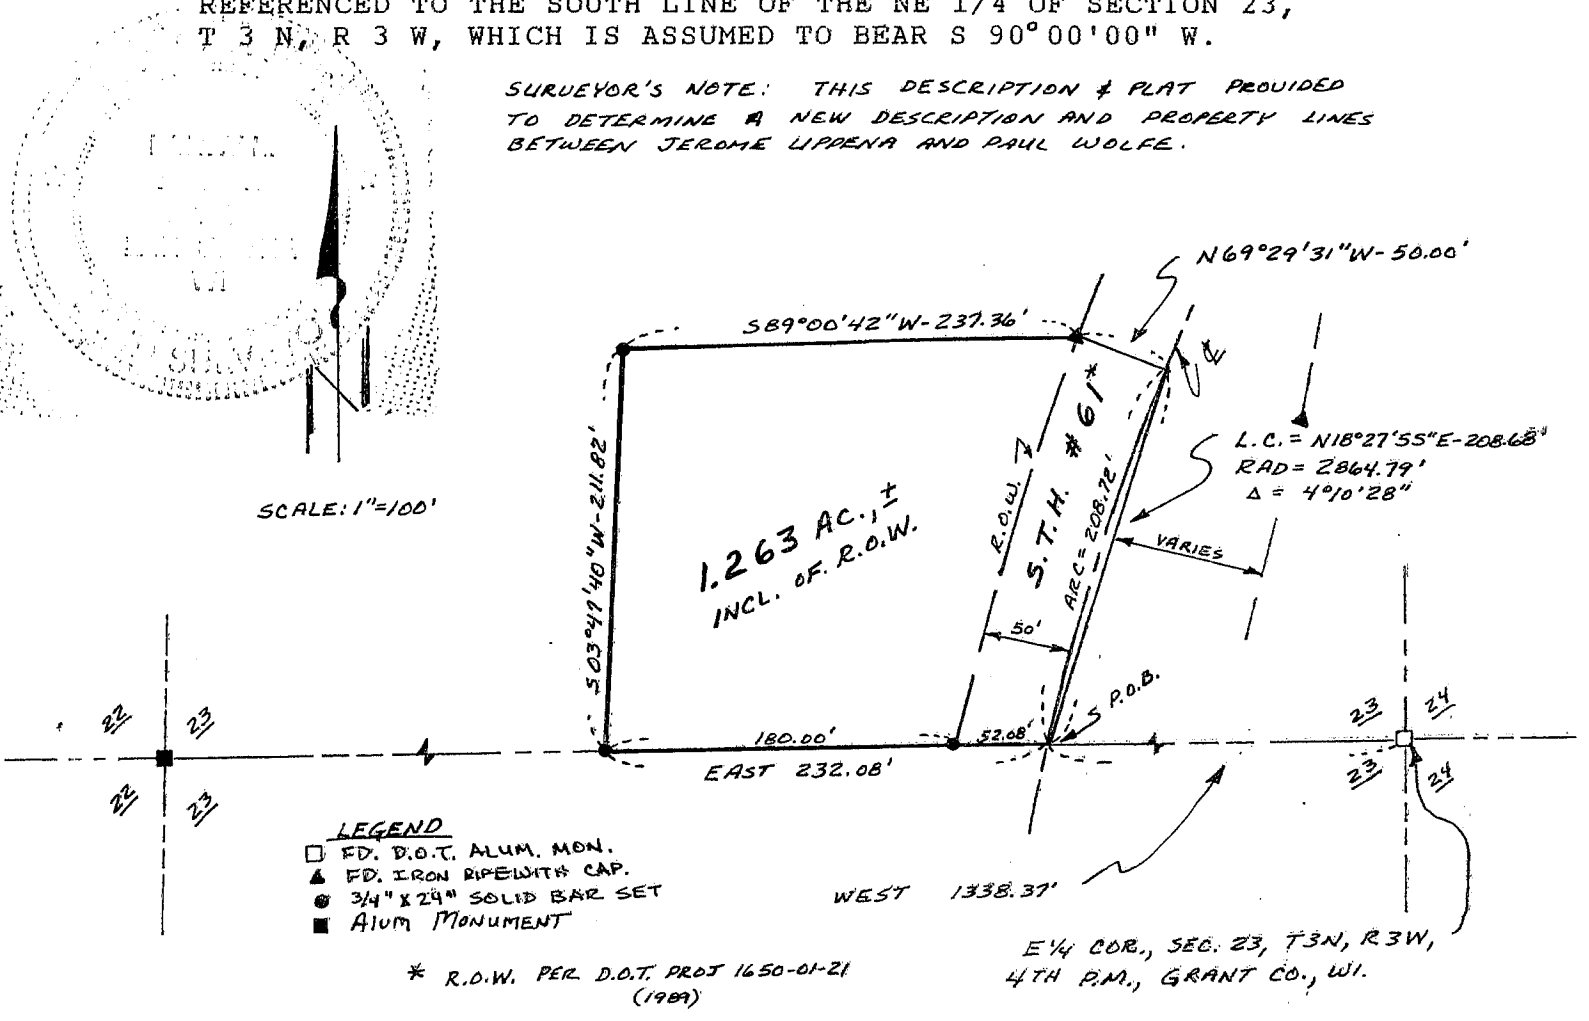 REFERENCED TO THE SOUTH LINE OF THE NE 1/4 OF SECTION 23,
T 3 N, R 3 W, WHICH IS ASSUMED TO BEAR S 90°00'00" W.
SURVEYOR'S NOTE: THIS DESCRIPTION & PLAT PROVIDED
TO DETERMINE A NEW DESCRIPTION AND PROPERTY LINES
BETWEEN JEROME LIPPENA AND PAUL WOLFE.
N69°29'31"W-50.00'
S89°00'42"W-237.36'
L.C.= N18°27'55"E-208.68'
RAD= 2864.79'
Δ = 4°10'28"
S.T.H. #61*
R.O.W.
ARC=208.72'
VARIES
50'
SCALE: 1"=100'
S03°47'40"W-211.82'
1.263 AC.,±
INCL. OF R.O.W.
P.O.B.
180.00'
52.08'
EAST 232.08'
22
23
22
23
23
24
23
24
LEGEND
□ FD. D.O.T. ALUM. MON.
▲ FD. IRON PIPE WITH CAP.
● 3/4" X 24" SOLID BAR SET
■ Alum MONUMENT
WEST 1338.37'
E 1/4 COR., SEC. 23, T3N, R3W,
4TH P.M., GRANT CO., WI.
* R.O.W. PER D.O.T. PROJ 1650-01-21
(1989)